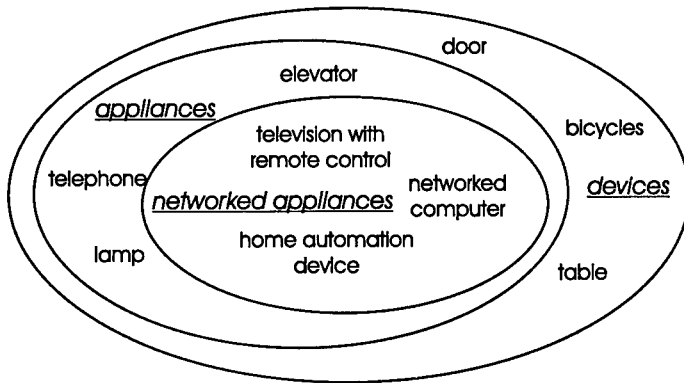 door
elevator
appliances
bicycles
television with
remote control
telephone
networked
computer
devices
networked appliances
home automation
device
lamp
table